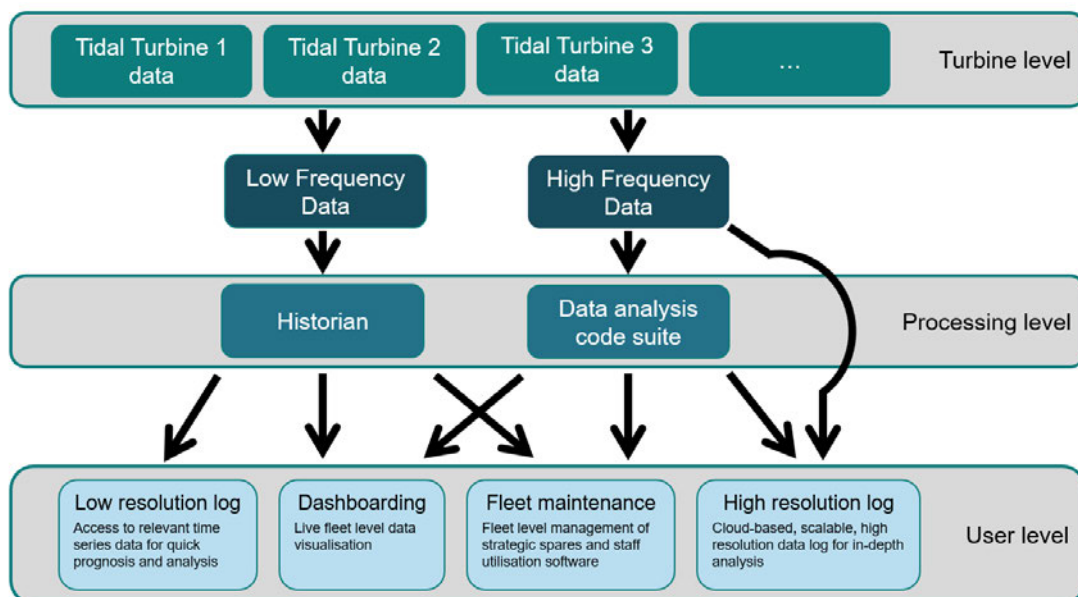 Tidal Turbine 1
data
Tidal Turbine 2
data
Tidal Turbine 3
data
...
Turbine level
Low Frequency
Data
High Frequency
Data
Historian
Data analysis
code suite
Processing level
Low resolution log
Access to relevant time
series data for quick
prognosis and analysis
Dashboarding
Live fleet level data
visualisation
Fleet maintenance
Fleet level management of
strategic spares and staff
utilisation software
High resolution log
Cloud-based, scalable, high
resolution data log for in-depth
analysis
User level